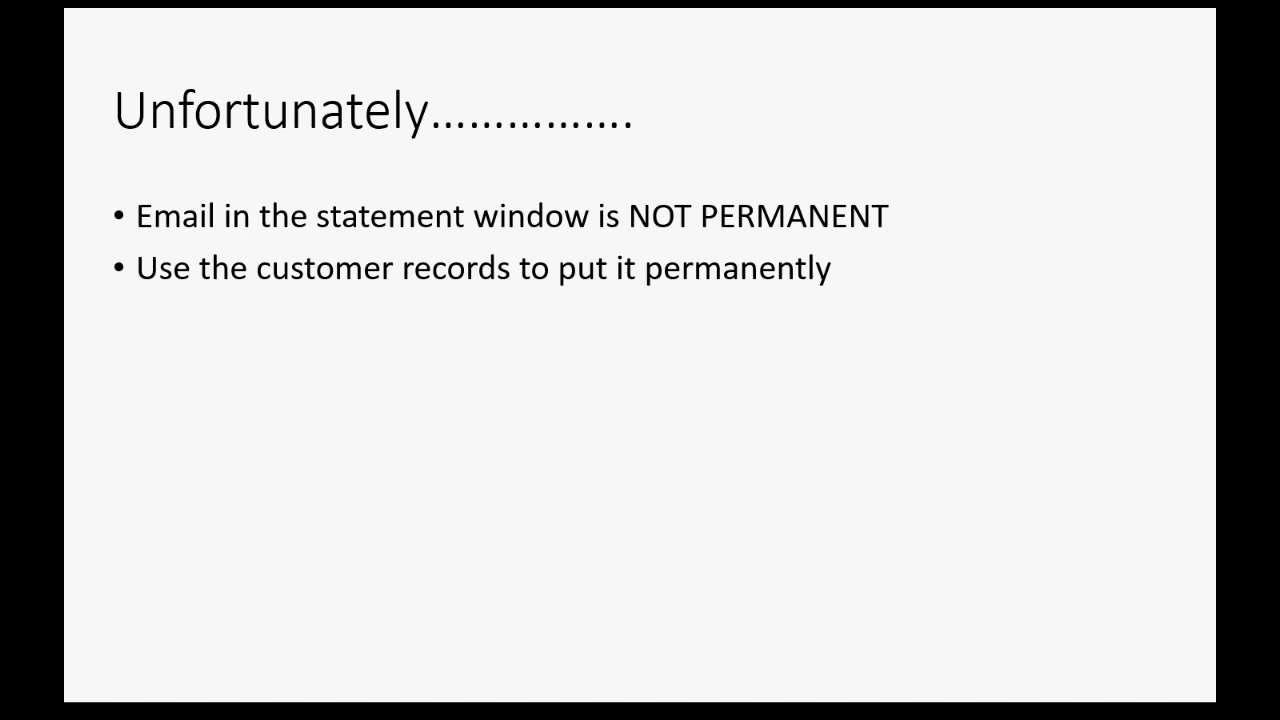 Unfortunately…………….
• Email in the statement window is NOT PERMANENT
• Use the customer records to put it permanently